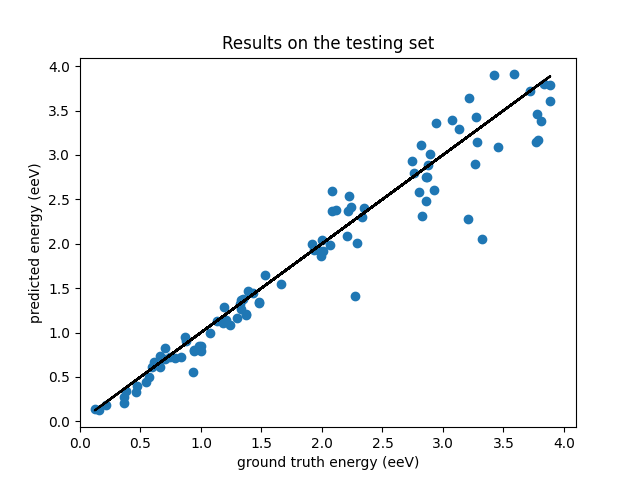 Results on the testing set
predicted energy (eeV)
4.0
3.5
3.0
2.5
2.0
1.5
1.0
0.5
0.0
0.0 0.5 1.0 1.5 2.0 2.5 3.0 3.5 4.0
ground truth energy (eeV)